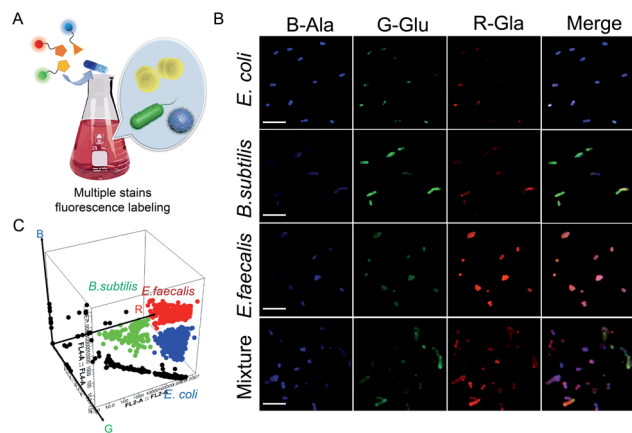 A
Multiple stains
fluorescence labeling
B
B-Ala
G-Glu
R-Gla
Merge
E. coli
B.subtilis
E.faecalis
Mixture
C
B
B.subtilis
E.faecalis
R
E. coli
G